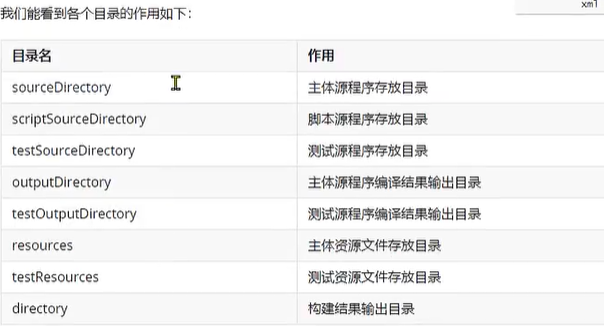 xml
我们能看到各个目录的作用如下：
目录名 作用
sourceDirectory 主体源程序存放目录
scriptSourceDirectory 脚本源程序存放目录
testSourceDirectory 测试源程序存放目录
outputDirectory 主体源程序编译结果输出目录
testOutputDirectory 测试源程序编译结果输出目录
resources 主体资源文件存放目录
testResources 测试资源文件存放目录
directory 构建结果输出目录